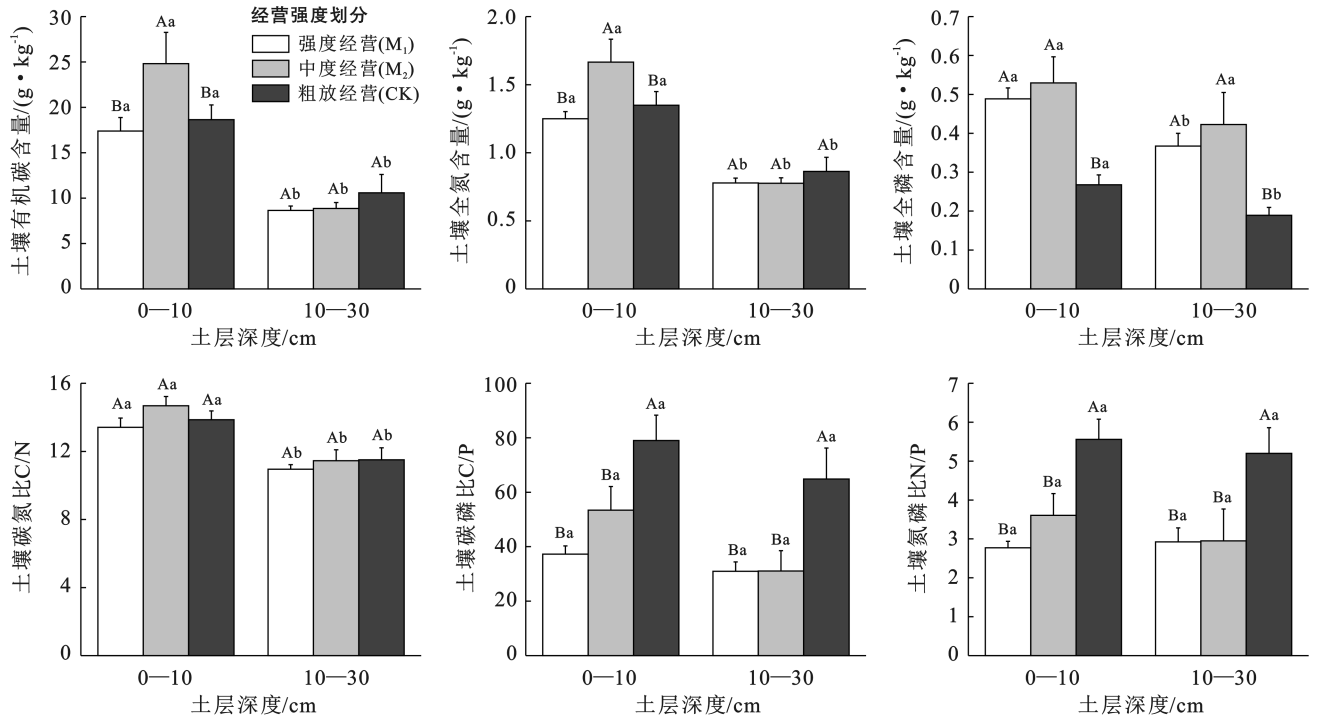 土壤有机碳含量/(g·kg⁻¹)
30
25
20
15
10
5
0
Ba
Aa
Ba
Ab
Ab
Ab
0—10
10—30
土层深度/cm
经营强度划分
强度经营(M₁)
中度经营(M₂)
粗放经营(CK)
土壤全氮含量/(g·kg⁻¹)
2.0
1.5
1.0
0.5
0
Ba
Aa
Ba
Ab
Ab
Ab
0—10
10—30
土层深度/cm
土壤全磷含量/(g·kg⁻¹)
0.7
0.6
0.5
0.4
0.3
0.2
0.1
0
Aa
Aa
Ba
Ab
Aa
Bb
0—10
10—30
土层深度/cm
土壤碳氮比C/N
16
12
8
4
0
Aa
Aa
Aa
Ab
Ab
Ab
0—10
10—30
土层深度/cm
土壤碳磷比C/P
100
80
60
40
20
0
Ba
Ba
Aa
Ba
Ba
Aa
0—10
10—30
土层深度/cm
土壤氮磷比N/P
7
6
5
4
3
2
1
0
Ba
Ba
Aa
Ba
Ba
Aa
0—10
10—30
土层深度/cm